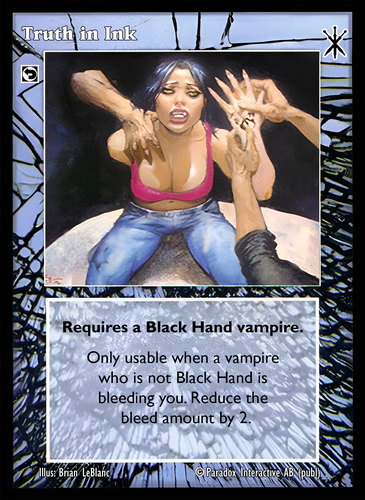 Truth in Ink
Requires a Black Hand vampire.
Only usable when a vampire
who is not Black Hand is
bleeding you. Reduce the
bleed amount by 2.
Illus: Brian LeBlanc © Paradox Interactive AB (publ)